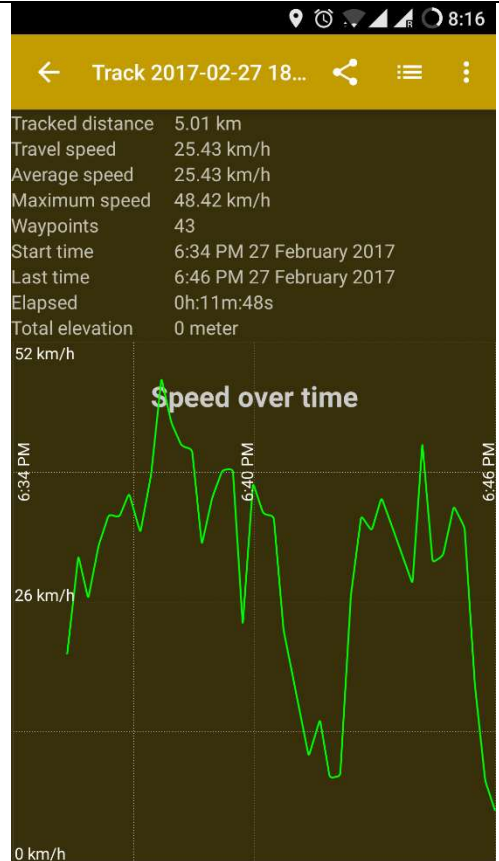 8:16
Track 2017-02-27 18...
Tracked distance 5.01 km
Travel speed 25.43 km/h
Average speed 25.43 km/h
Maximum speed 48.42 km/h
Waypoints 43
Start time 6:34 PM 27 February 2017
Last time 6:46 PM 27 February 2017
Elapsed 0h:11m:48s
Total elevation 0 meter
52 km/h
Speed over time
6:34 PM
6:40 PM
6:46 PM
26 km/h
0 km/h